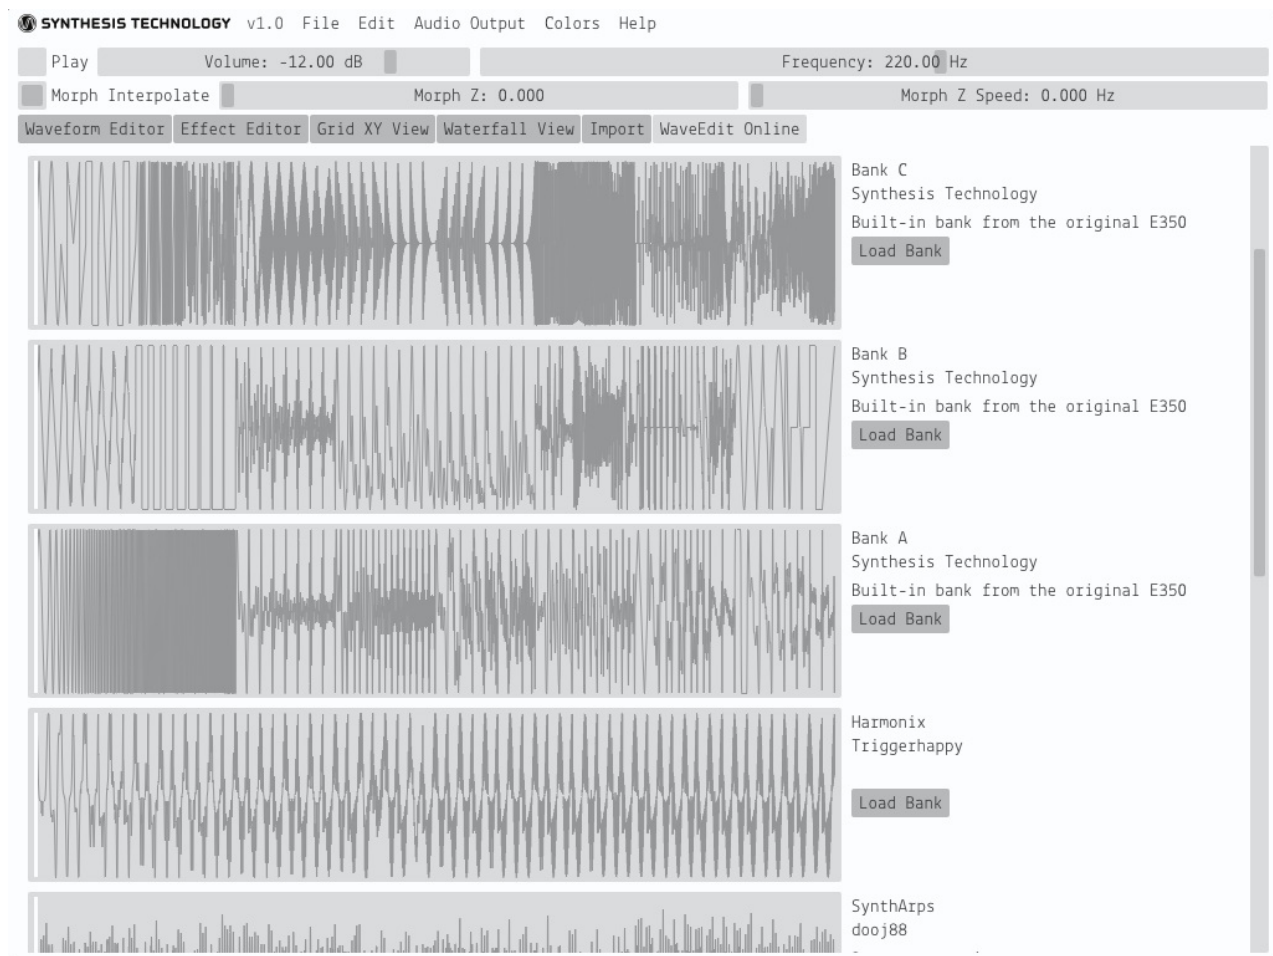 SYNTHESIS TECHNOLOGY v1.0 File Edit Audio Output Colors Help
Play Volume: -12.00 dB Frequency: 220.00 Hz
Morph Interpolate Morph Z: 0.000 Morph Z Speed: 0.000 Hz
Waveform Editor Effect Editor Grid XY View Waterfall View Import WaveEdit Online
Bank C
Synthesis Technology
Built-in bank from the original E350
Load Bank
Bank B
Synthesis Technology
Built-in bank from the original E350
Load Bank
Bank A
Synthesis Technology
Built-in bank from the original E350
Load Bank
Harmonix
Triggerhappy
Load Bank
SynthArps
dooj88